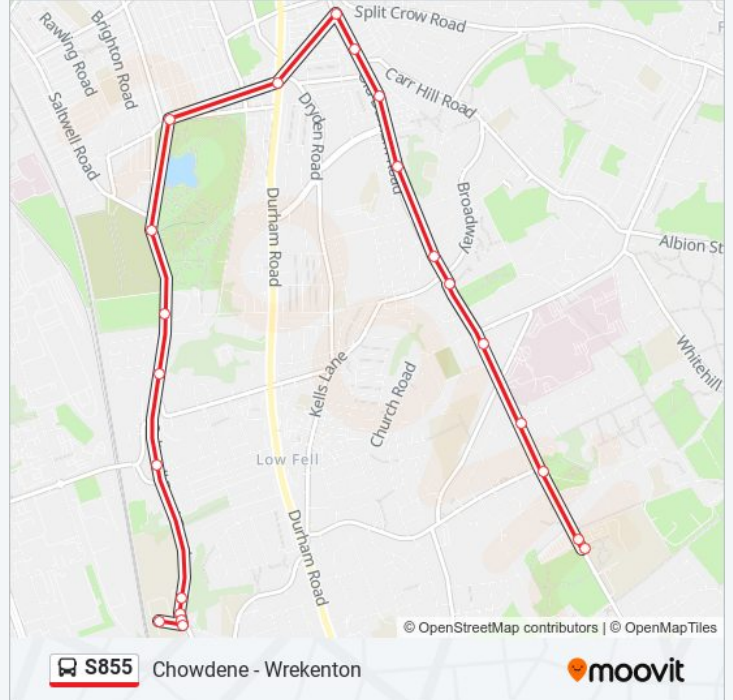 Split Crow Road
Rawling Road
Brighton Road
Carr Hill Road
Dryden Road
Saltwell Road
Road
Broadway
Durham Road
Albion St
Whitehill
Kells Lane
Church Road
Low Fell
Durham Road
© OpenStreetMap contributors | © OpenMapTiles
S855 Chowdene - Wrekenton
moovit